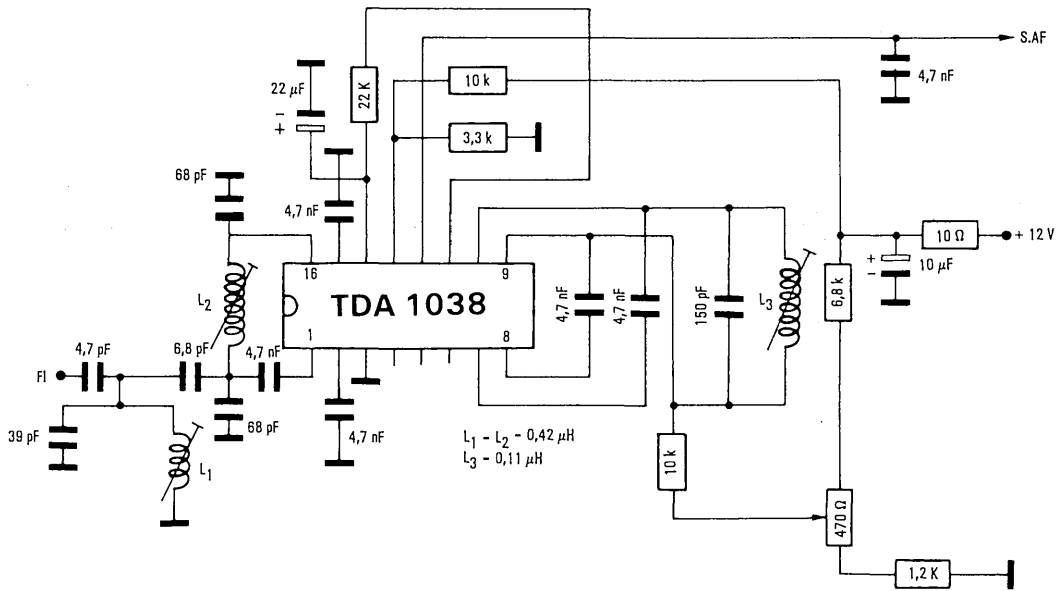 S.AF
22 µF
- +
22 K
10 k
4,7 nF
3,3 k
68 pF
4,7 nF
10 Ω
+ 12 V
+ -
10 µF
16
9
L2
TDA 1038
4,7 nF
4,7 nF
150 pF
L3
6,8 k
1
8
4,7 pF
6,8 pF
4,7 nF
FI
39 pF
68 pF
4,7 nF
L1
L1 - L2 - 0,42 µH
L3 - 0,11 µH
10 k
470 Ω
1,2 K